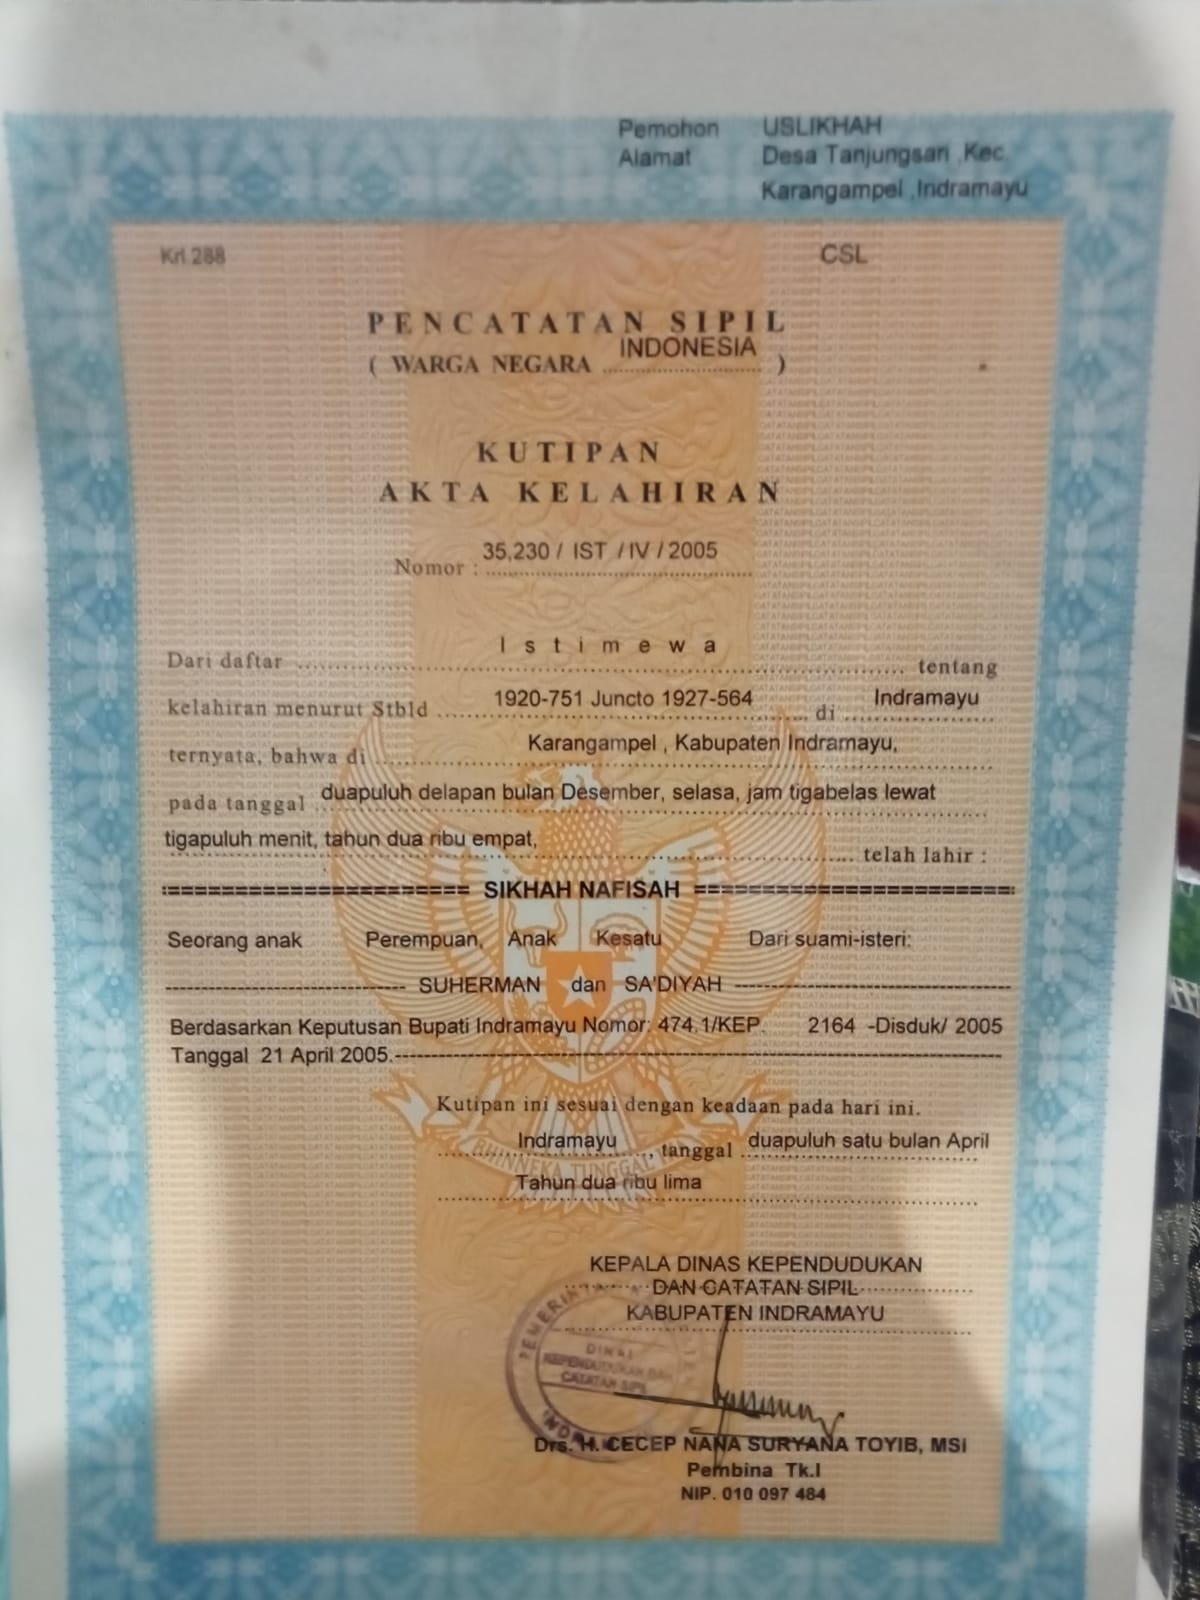 Pemohon USLIKHAH
Alamat Desa Tanjungsari ,Kec.
Karangampel ,Indramayu
Krl 288 CSL
PENCATATAN SIPIL
( WARGA NEGARA INDONESIA )
KUTIPAN
AKTA KELAHIRAN
Nomor : 35,230 / IST / IV / 2005
Dari daftar Istimewa tentang
kelahiran menurut Stbld 1920-751 Juncto 1927-564 di Indramayu
ternyata, bahwa di Karangampel , Kabupaten Indramayu,
pada tanggal duapuluh delapan bulan Desember, selasa, jam tigabelas lewat
tigapuluh menit, tahun dua ribu empat, telah lahir :
SIKHAH NAFISAH
Seorang anak Perempuan, Anak Kesatu Dari suami-isteri:
SUHERMAN dan SA'DIYAH
Berdasarkan Keputusan Bupati Indramayu Nomor: 474.1/KEP. 2164 -Disduk/ 2005
Tanggal 21 April 2005.
Kutipan ini sesuai dengan keadaan pada hari ini.
Indramayu, tanggal duapuluh satu bulan April
BHINNEKA TUNGGAL
Tahun dua ribu lima
KEPALA DINAS KEPENDUDUKAN
DAN CATATAN SIPIL
KABUPATEN INDRAMAYU
DINAS
KEPENDUDUKAN DAN
CATATAN SIPIL
Drs. H. CECEP NANA SURYANA TOYIB, MSI
Pembina Tk.I
NIP. 010 097 484